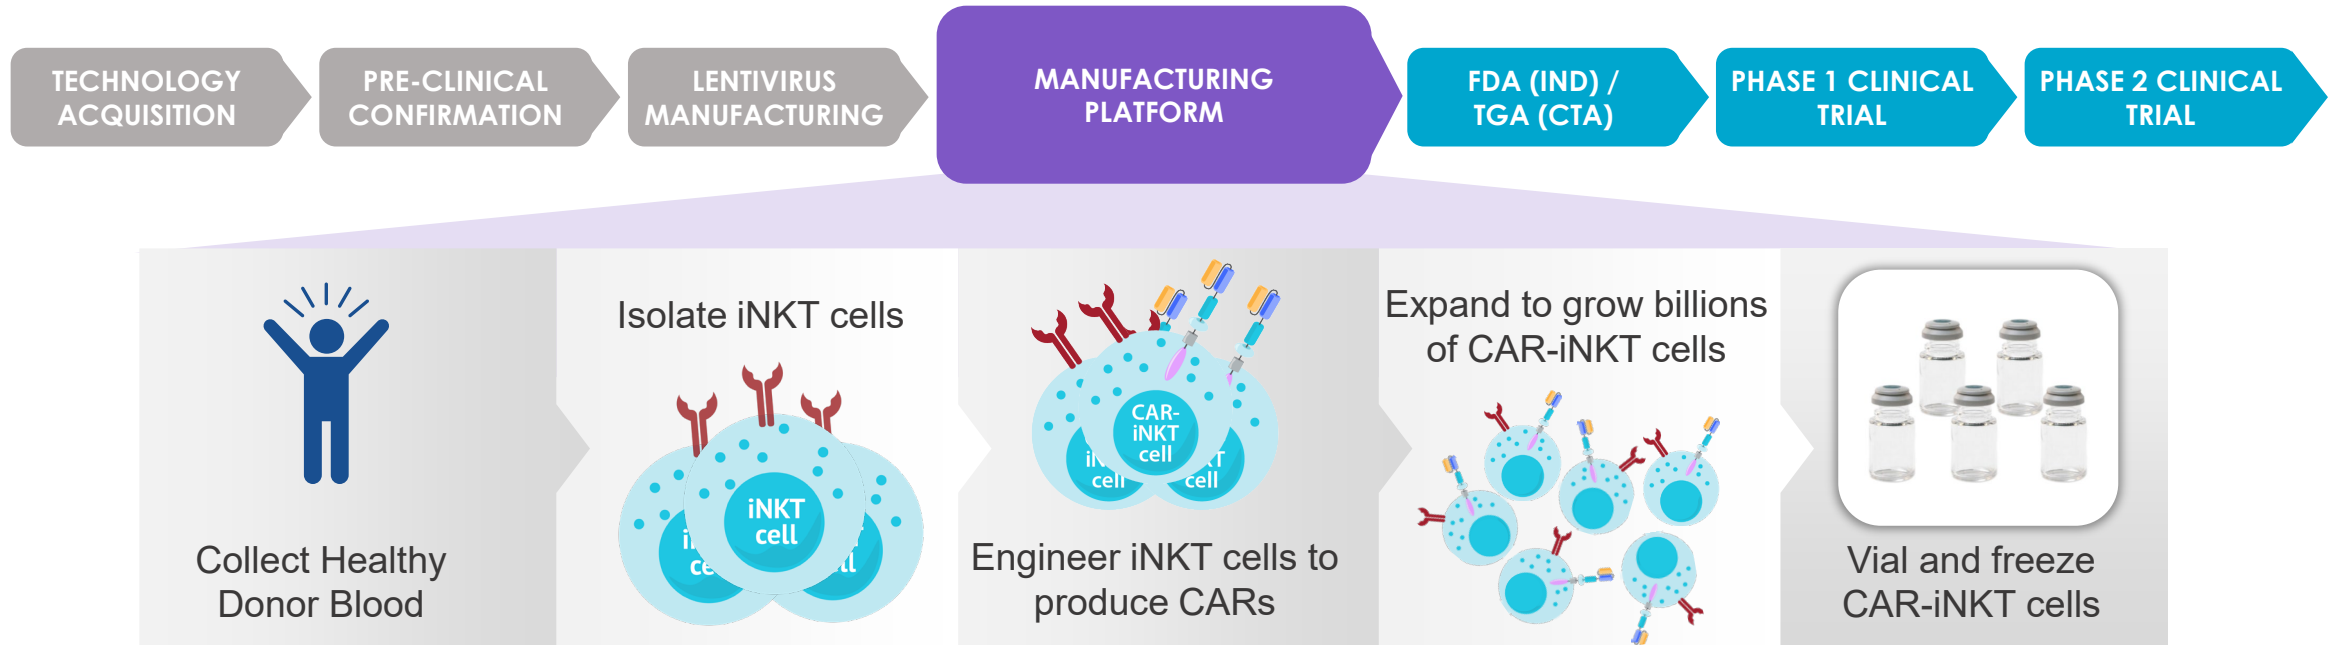 TECHNOLOGY
ACQUISITION
PRE-CLINICAL
CONFIRMATION
LENTIVIRUS
MANUFACTURING
MANUFACTURING
PLATFORM
FDA (IND) /
TGA (CTA)
PHASE 1 CLINICAL
TRIAL
PHASE 2 CLINICAL
TRIAL
Collect Healthy
Donor Blood
Isolate iNKT cells
iNKT
cell
CAR-
iNKT
cell
cell
cell
Engineer iNKT cells to
produce CARs
Expand to grow billions
of CAR-iNKT cells
Vial and freeze
CAR-iNKT cells